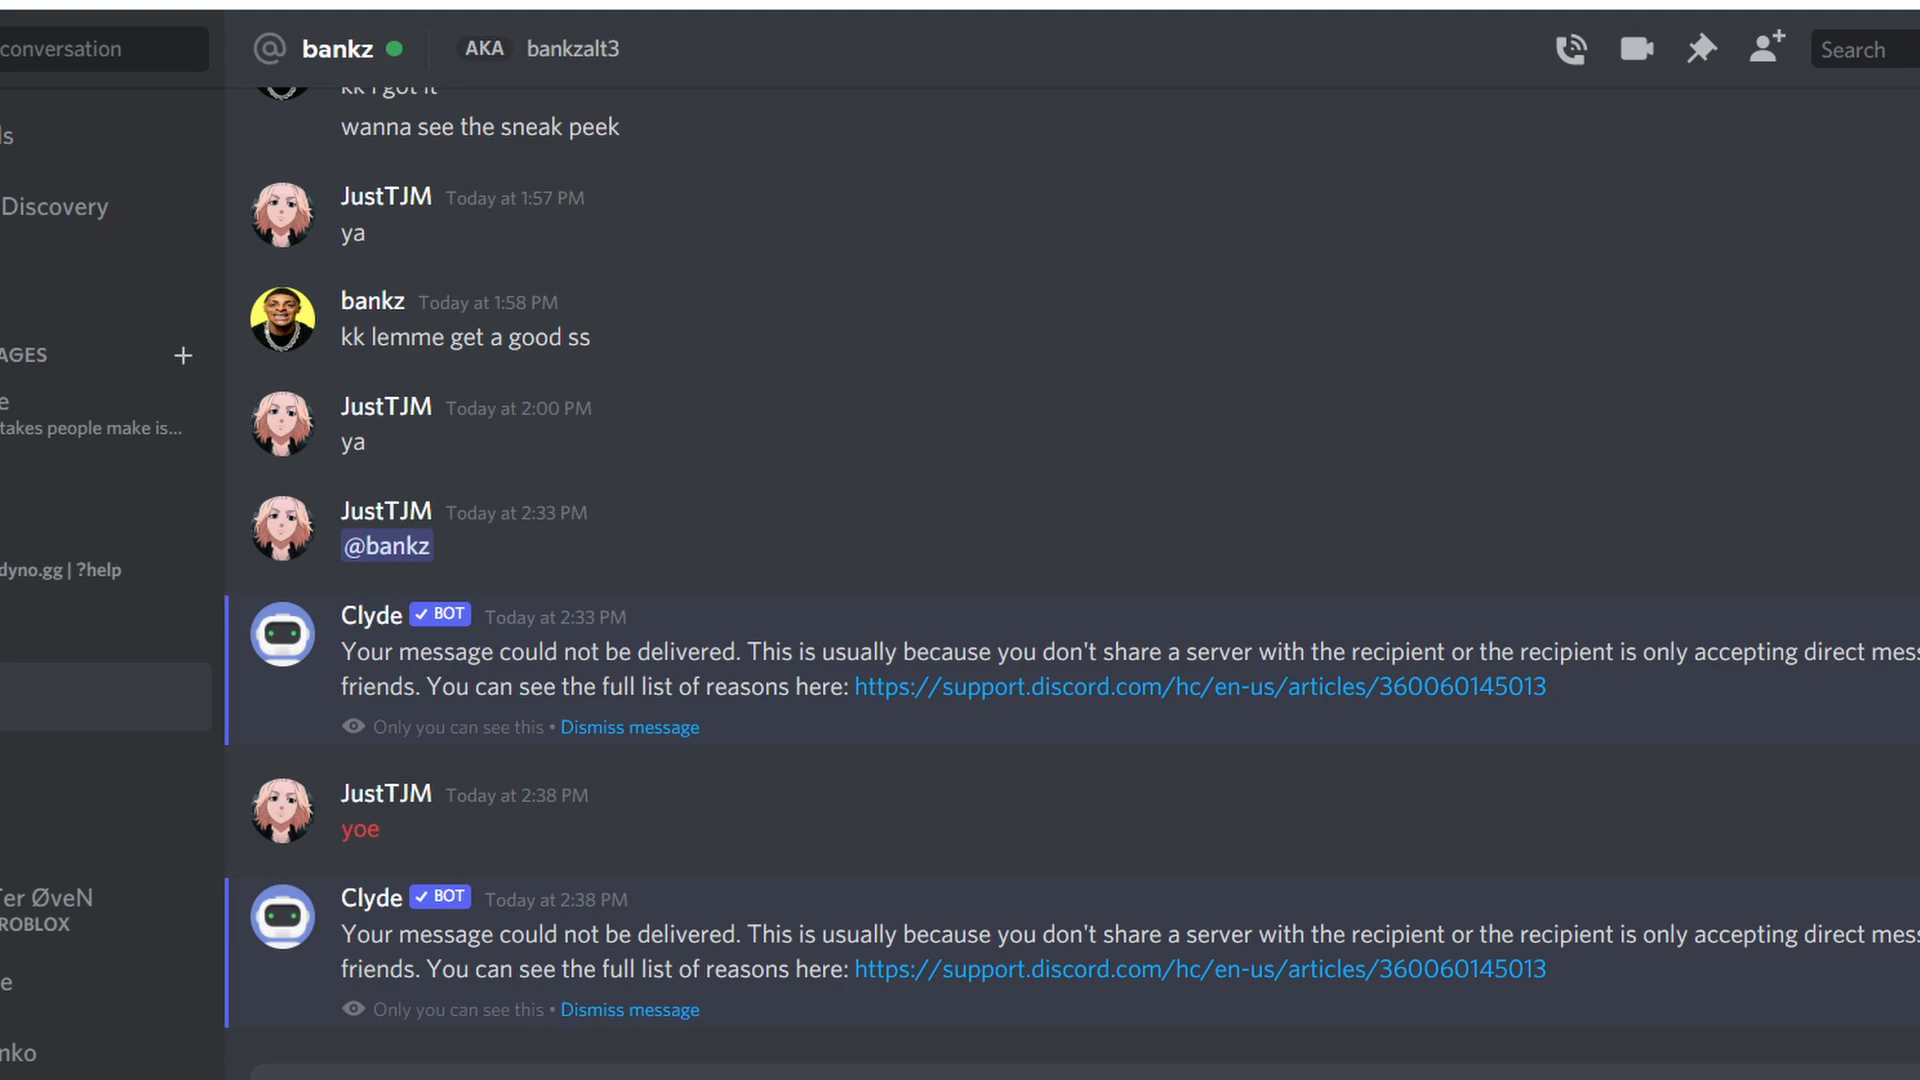 conversation
@ bankz AKA bankzalt3
Search
ls
Discovery
AGES
e
takes people make is...
dyno.gg | ?help
er ØveN
ROBLOX
e
nko
kk i got it
wanna see the sneak peek
JustTJM Today at 1:57 PM
ya
bankz Today at 1:58 PM
kk lemme get a good ss
JustTJM Today at 2:00 PM
ya
JustTJM Today at 2:33 PM
@bankz
Clyde BOT Today at 2:33 PM
Your message could not be delivered. This is usually because you don't share a server with the recipient or the recipient is only accepting direct mess
friends. You can see the full list of reasons here: https://support.discord.com/hc/en-us/articles/360060145013
Only you can see this • Dismiss message
JustTJM Today at 2:38 PM
yoe
Clyde BOT Today at 2:38 PM
Your message could not be delivered. This is usually because you don't share a server with the recipient or the recipient is only accepting direct mess
friends. You can see the full list of reasons here: https://support.discord.com/hc/en-us/articles/360060145013
Only you can see this • Dismiss message